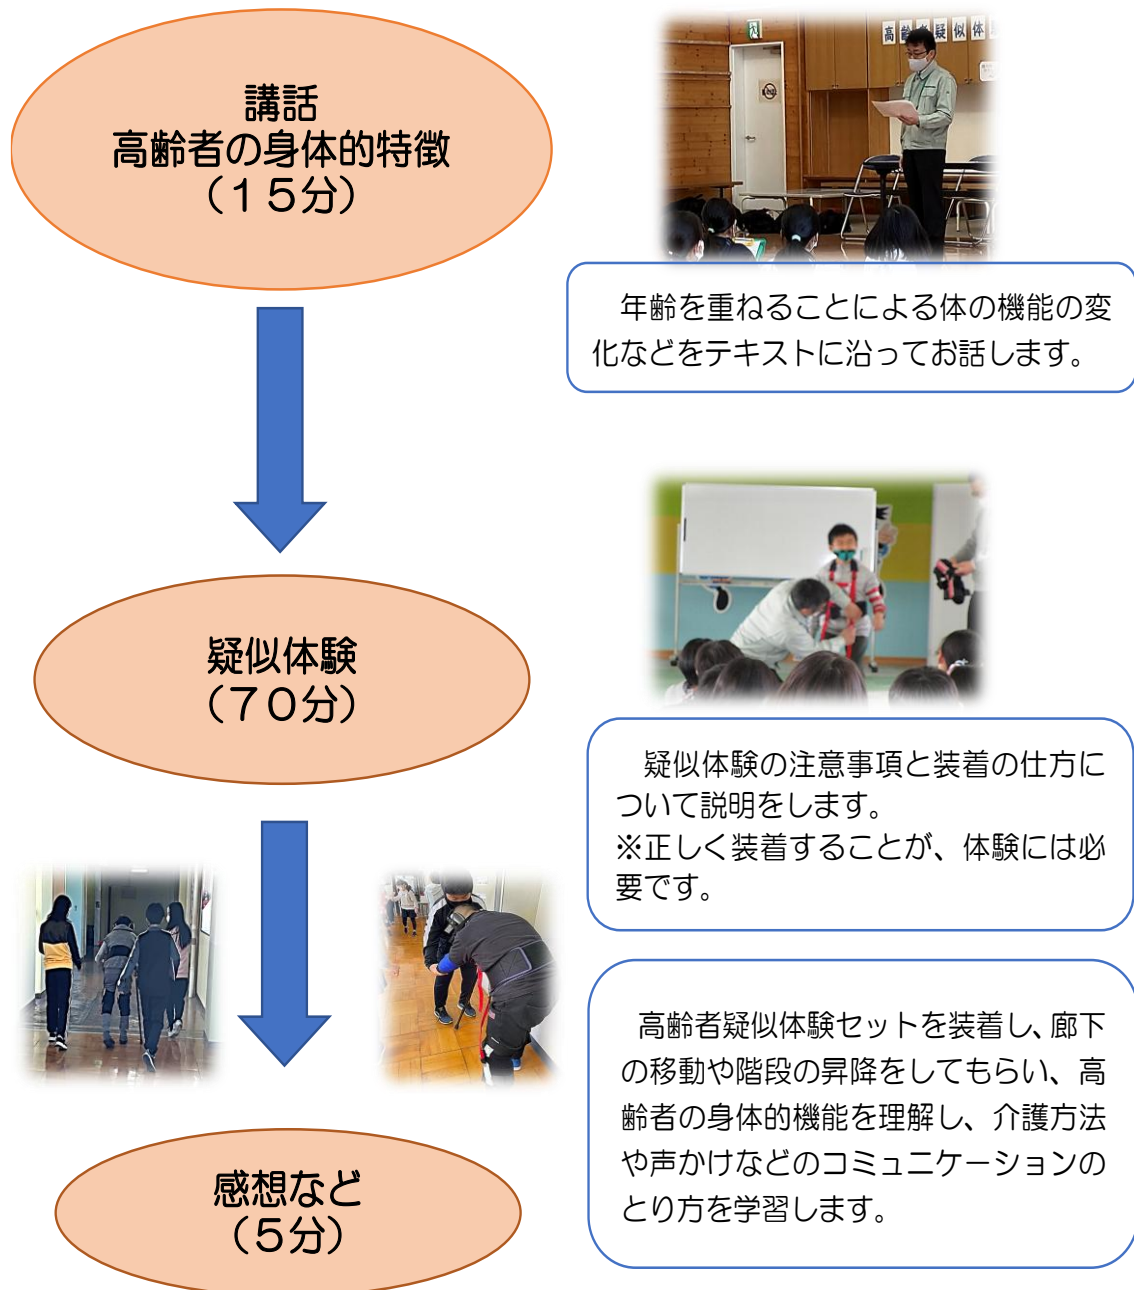 講話
高齢者の身体的特徴
(15分)
高齢者疑似体
年齢を重ねることによる体の機能の変
化などをテキストに沿ってお話します。
疑似体験
(70分)
疑似体験の注意事項と装着の仕方に
ついて説明をします。
※正しく装着することが、体験には必
要です。
高齢者疑似体験セットを装着し、廊下
の移動や階段の昇降をしてもらい、高
齢者の身体的機能を理解し、介護方法
や声かけなどのコミュニケーションの
とり方を学習します。
感想など
(5分)